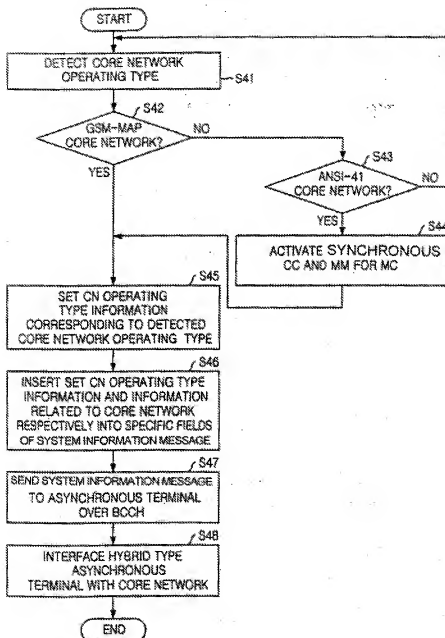 START
DETECT CORE NETWORK
OPERATING TYPE
S41
S42
GSM-MAP
CORE NETWORK?
NO
YES
S43
ANSI-41
CORE NETWORK?
NO
YES
S44
ACTIVATE SYNCHRONOUS
CC AND MM FOR MC
S45
SET CN OPERATING
TYPE INFORMATION
CORRESPONDING TO DETECTED
CORE NETWORK OPERATING TYPE
S46
INSERT SET CN OPERATING TYPE
INFORMATION AND INFORMATION
RELATED TO CORE NETWORK
RESPECTIVELY INTO SPECIFIC FIELDS
OF SYSTEM INFORMATION MESSAGE
S47
SEND SYSTEM INFORMATION MESSAGE
TO ASYNCHRONOUS TERMINAL
OVER BCCH
S48
INTERFACE HYBRID TYPE
ASYNCHRONOUS
TERMINAL WITH CORE NETWORK
END